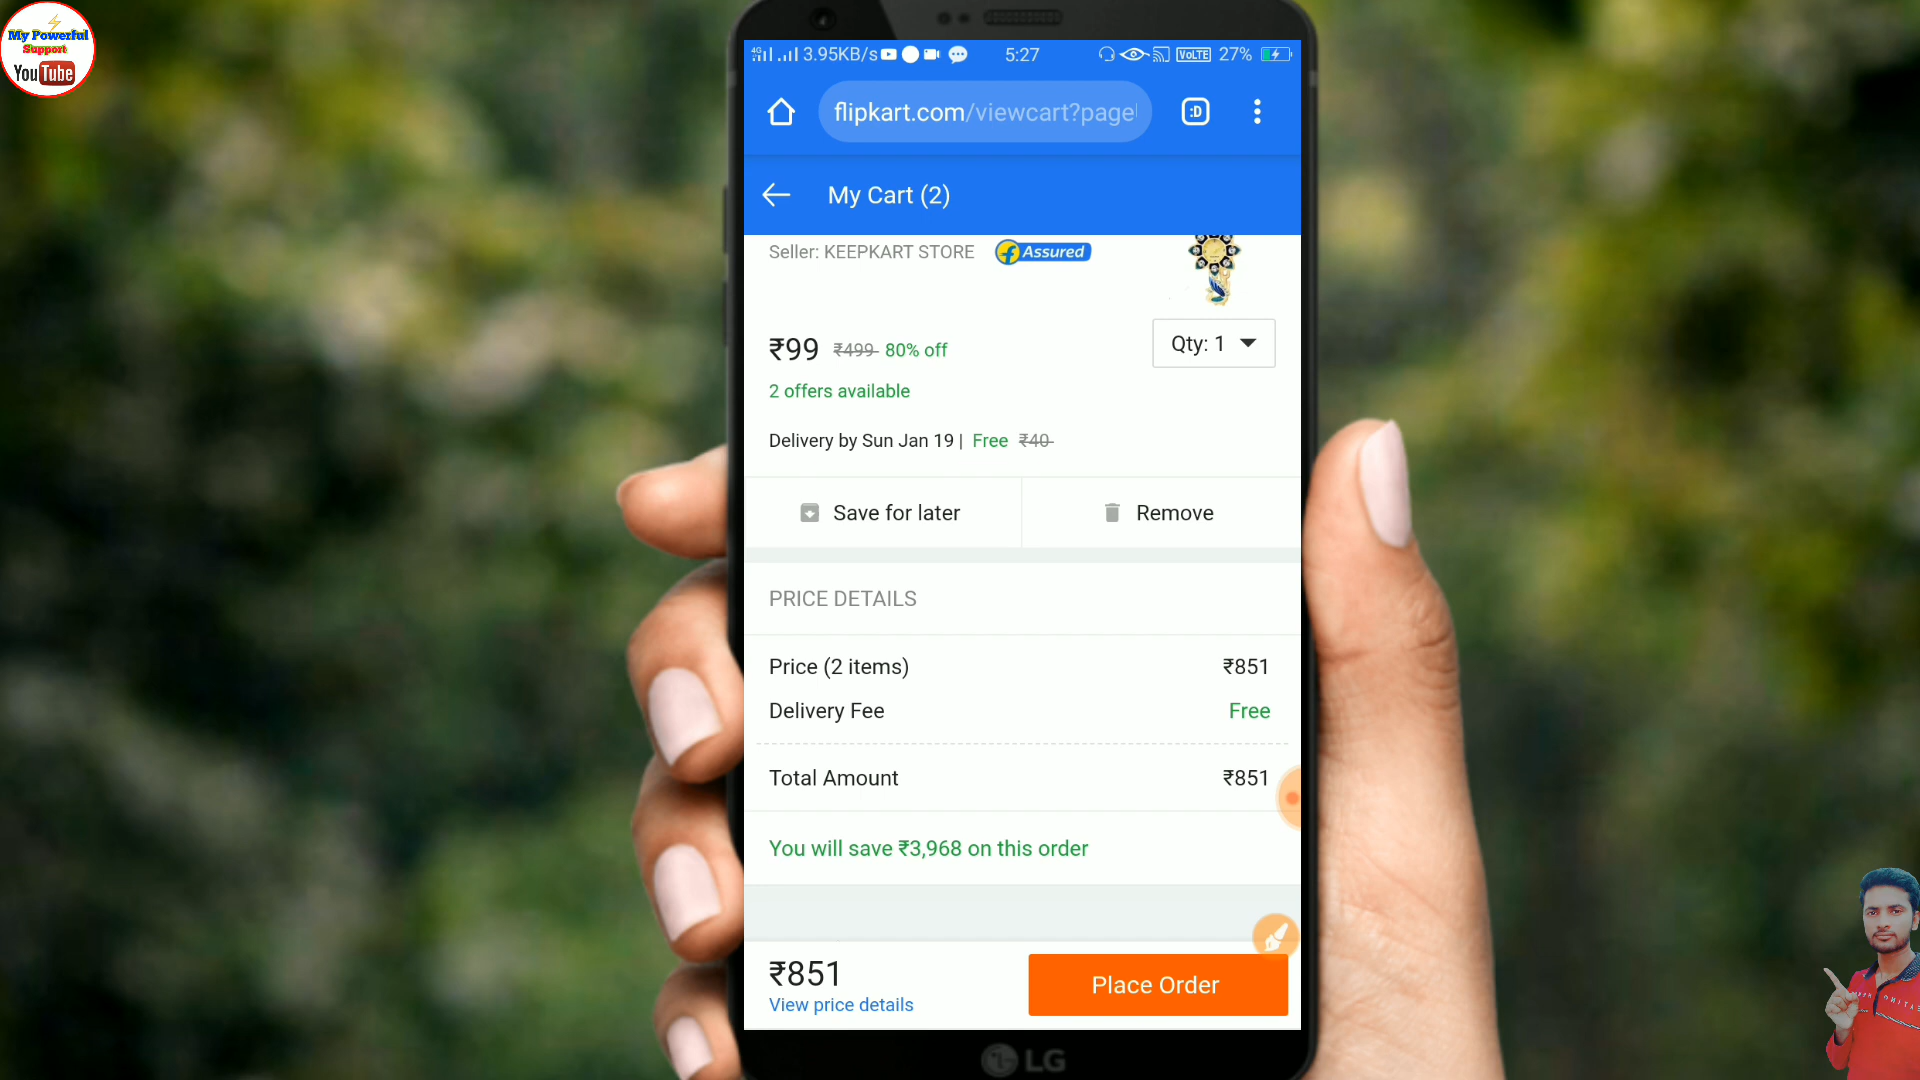 My Powerful
Support
YouTube
4G 3.95KB/s 5:27 VoLTE 27%
flipkart.com/viewcart?page
:D
My Cart (2)
Seller: KEEPKART STORE f Assured
₹99 ₹499 80% off
Qty: 1
2 offers available
Delivery by Sun Jan 19 | Free ₹40
Save for later
Remove
PRICE DETAILS
Price (2 items) ₹851
Delivery Fee Free
Total Amount ₹851
You will save ₹3,968 on this order
₹851
View price details
Place Order
LG